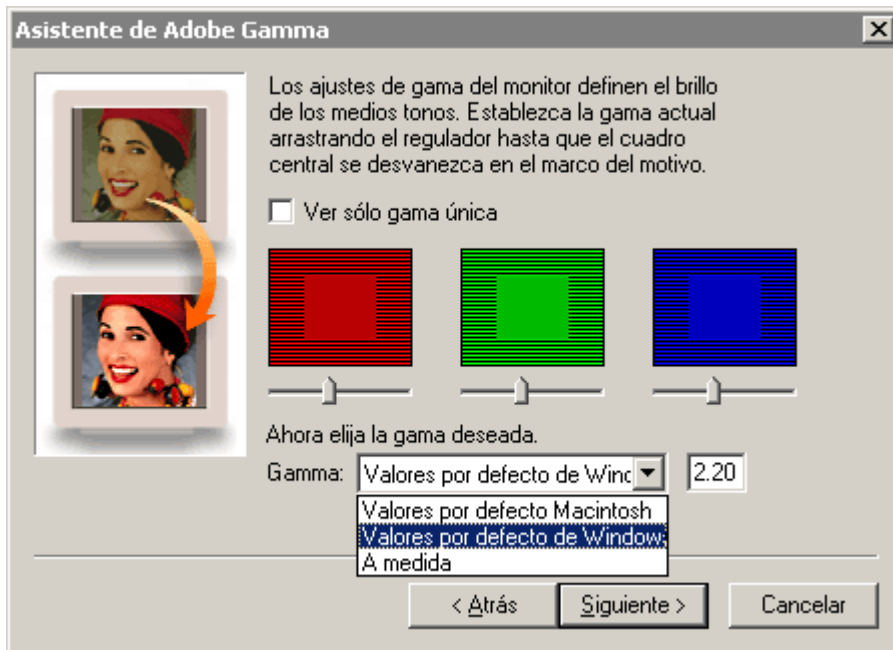 Asistente de Adobe Gamma
Los ajustes de gama del monitor definen el brillo
de los medios tonos. Establezca la gama actual
arrastrando el regulador hasta que el cuadro
central se desvanezca en el marco del motivo.
Ver sólo gama única
Ahora elija la gama deseada.
Gamma: Valores por defecto de Winc 2.20
Valores por defecto Macintosh
Valores por defecto de Window
A medida
< Atrás Siguiente > Cancelar